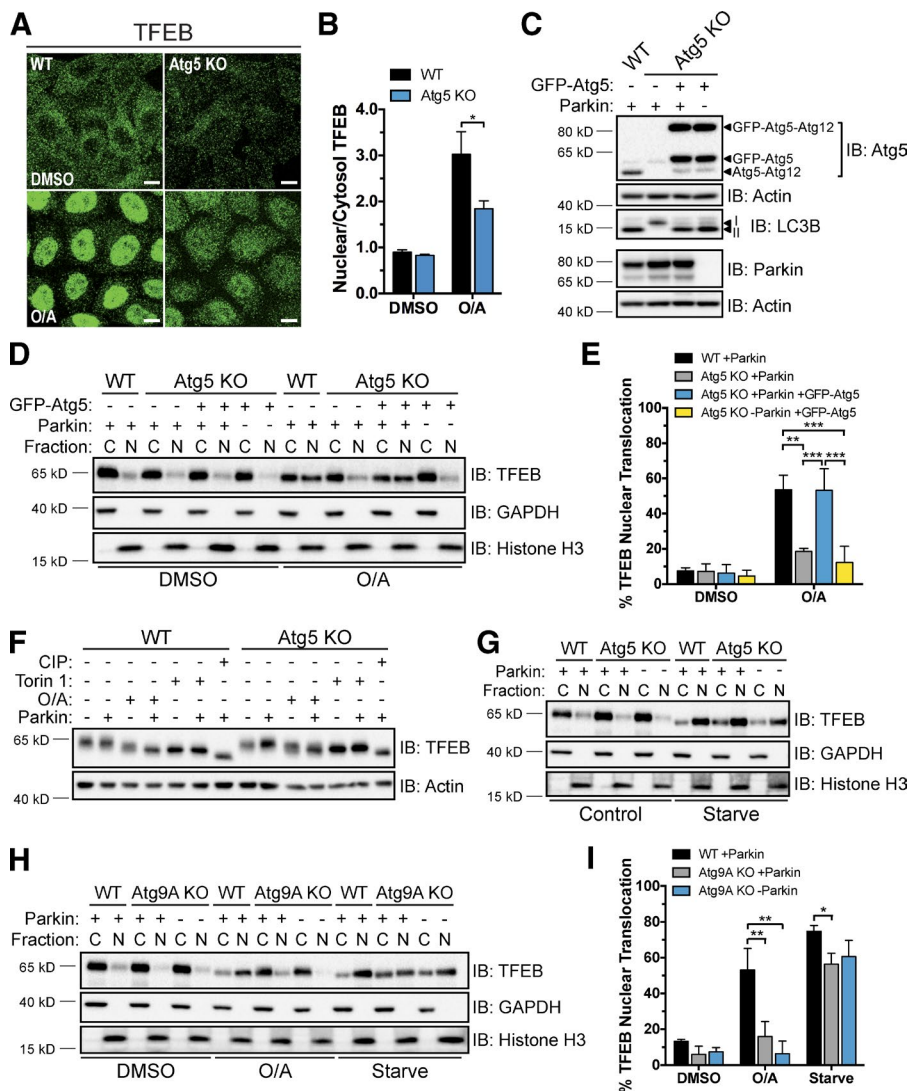 A
TFEB
WT
Atg5 KO
DMSO
O/A
B
WT
Atg5 KO
Nuclear/Cytosol TFEB
4.0
3.0
2.0
1.0
0.0
*
DMSO
O/A
C
WT
Atg5 KO
GFP-Atg5: - - + +
Parkin: + + + -
80 kD
65 kD
GFP-Atg5-Atg12
GFP-Atg5
Atg5-Atg12
IB: Atg5
40 kD
IB: Actin
15 kD
I
II
IB: LC3B
80 kD
50 kD
IB: Parkin
40 kD
IB: Actin
D
WT Atg5 KO WT Atg5 KO
GFP-Atg5: - - - - + + + + - - - - + + + +
Parkin: + + + + + + - - + + + + + + - -
Fraction: C N C N C N C N C N C N C N C N
65 kD
IB: TFEB
40 kD
IB: GAPDH
15 kD
IB: Histone H3
DMSO O/A
E
WT +Parkin
Atg5 KO +Parkin
Atg5 KO +Parkin +GFP-Atg5
Atg5 KO -Parkin +GFP-Atg5
% TFEB Nuclear Translocation
100
80
60
40
20
0
***
**
*** ***
DMSO
O/A
F
WT Atg5 KO
CIP: - - - - - - + - - - - - - +
Torin 1: - - - - + + - - - - - + + -
O/A: - - + + - - - - - + + - - -
Parkin: - + - + - + + - + - + - + +
65 kD
IB: TFEB
40 kD
IB: Actin
G
WT Atg5 KO WT Atg5 KO
Parkin: + + + + - - + + + + - -
Fraction: C N C N C N C N C N C N
65 kD
IB: TFEB
40 kD
IB: GAPDH
15 kD
IB: Histone H3
Control Starve
H
WT Atg9A KO WT Atg9A KO WT Atg9A KO
Parkin: + + + + - - + + + + - - + + + + - -
Fraction: C N C N C N C N C N C N C N C N C N
65 kD
IB: TFEB
40 kD
IB: GAPDH
15 kD
IB: Histone H3
DMSO O/A Starve
I
WT +Parkin
Atg9A KO +Parkin
Atg9A KO -Parkin
% TFEB Nuclear Translocation
100
80
60
40
20
0
**
**
*
DMSO
O/A
Starve